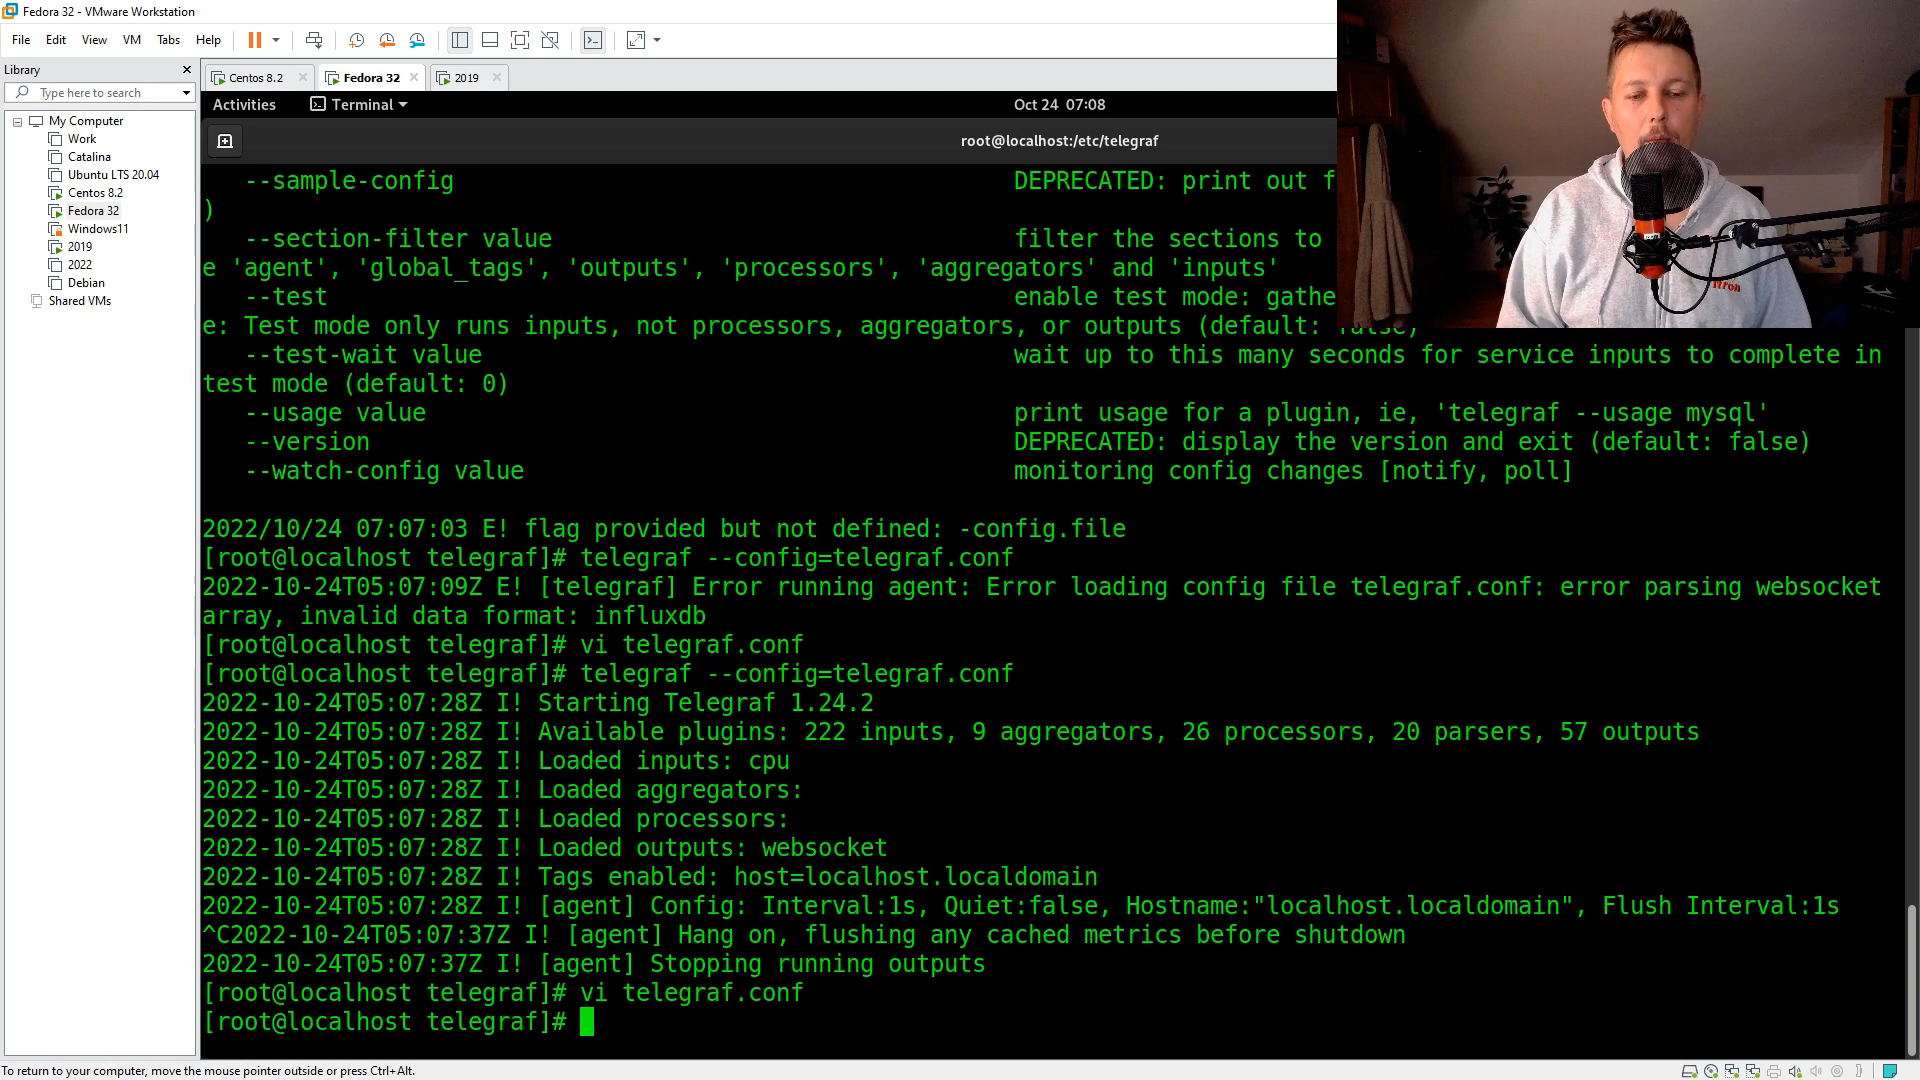 Fedora 32 - VMware Workstation
File Edit View VM Tabs Help
Library
Type here to search
My Computer
Work
Catalina
Ubuntu LTS 20.04
Centos 8.2
Fedora 32
Windows11
2019
2022
Debian
Shared VMs
Centos 8.2 Fedora 32 2019
Activities Terminal Oct 24 07:08
root@localhost:/etc/telegraf
--sample-config DEPRECATED: print out f
)
--section-filter value filter the sections to
e 'agent', 'global_tags', 'outputs', 'processors', 'aggregators' and 'inputs'
--test enable test mode: gathe
e: Test mode only runs inputs, not processors, aggregators, or outputs (default: false)
--test-wait value wait up to this many seconds for service inputs to complete in
test mode (default: 0)
--usage value print usage for a plugin, ie, 'telegraf --usage mysql'
--version DEPRECATED: display the version and exit (default: false)
--watch-config value monitoring config changes [notify, poll]
2022/10/24 07:07:03 E! flag provided but not defined: -config.file
[root@localhost telegraf]# telegraf --config=telegraf.conf
2022-10-24T05:07:09Z E! [telegraf] Error running agent: Error loading config file telegraf.conf: error parsing websocket
array, invalid data format: influxdb
[root@localhost telegraf]# vi telegraf.conf
[root@localhost telegraf]# telegraf --config=telegraf.conf
2022-10-24T05:07:28Z I! Starting Telegraf 1.24.2
2022-10-24T05:07:28Z I! Available plugins: 222 inputs, 9 aggregators, 26 processors, 20 parsers, 57 outputs
2022-10-24T05:07:28Z I! Loaded inputs: cpu
2022-10-24T05:07:28Z I! Loaded aggregators:
2022-10-24T05:07:28Z I! Loaded processors:
2022-10-24T05:07:28Z I! Loaded outputs: websocket
2022-10-24T05:07:28Z I! Tags enabled: host=localhost.localdomain
2022-10-24T05:07:28Z I! [agent] Config: Interval:1s, Quiet:false, Hostname:"localhost.localdomain", Flush Interval:1s
^C2022-10-24T05:07:37Z I! [agent] Hang on, flushing any cached metrics before shutdown
2022-10-24T05:07:37Z I! [agent] Stopping running outputs
[root@localhost telegraf]# vi telegraf.conf
[root@localhost telegraf]#
To return to your computer, move the mouse pointer outside or press Ctrl+Alt.